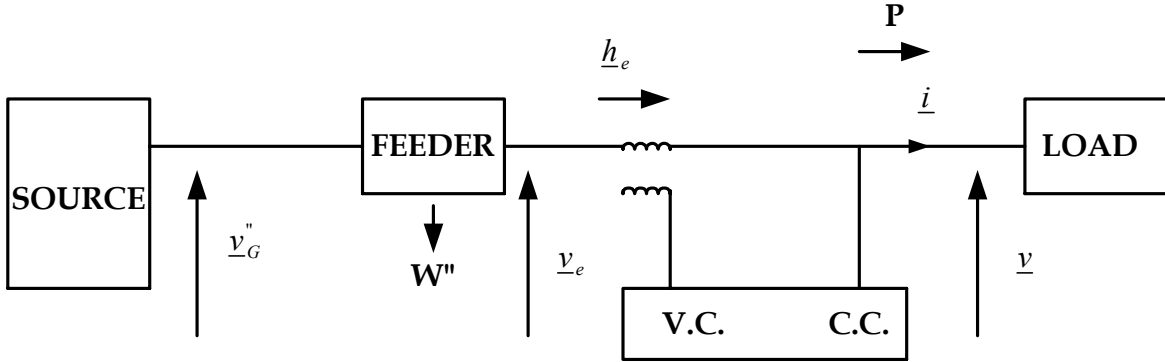 P
h_e
i
FEEDER
LOAD
SOURCE
v"_G
W"
v_e
v
V.C.
C.C.